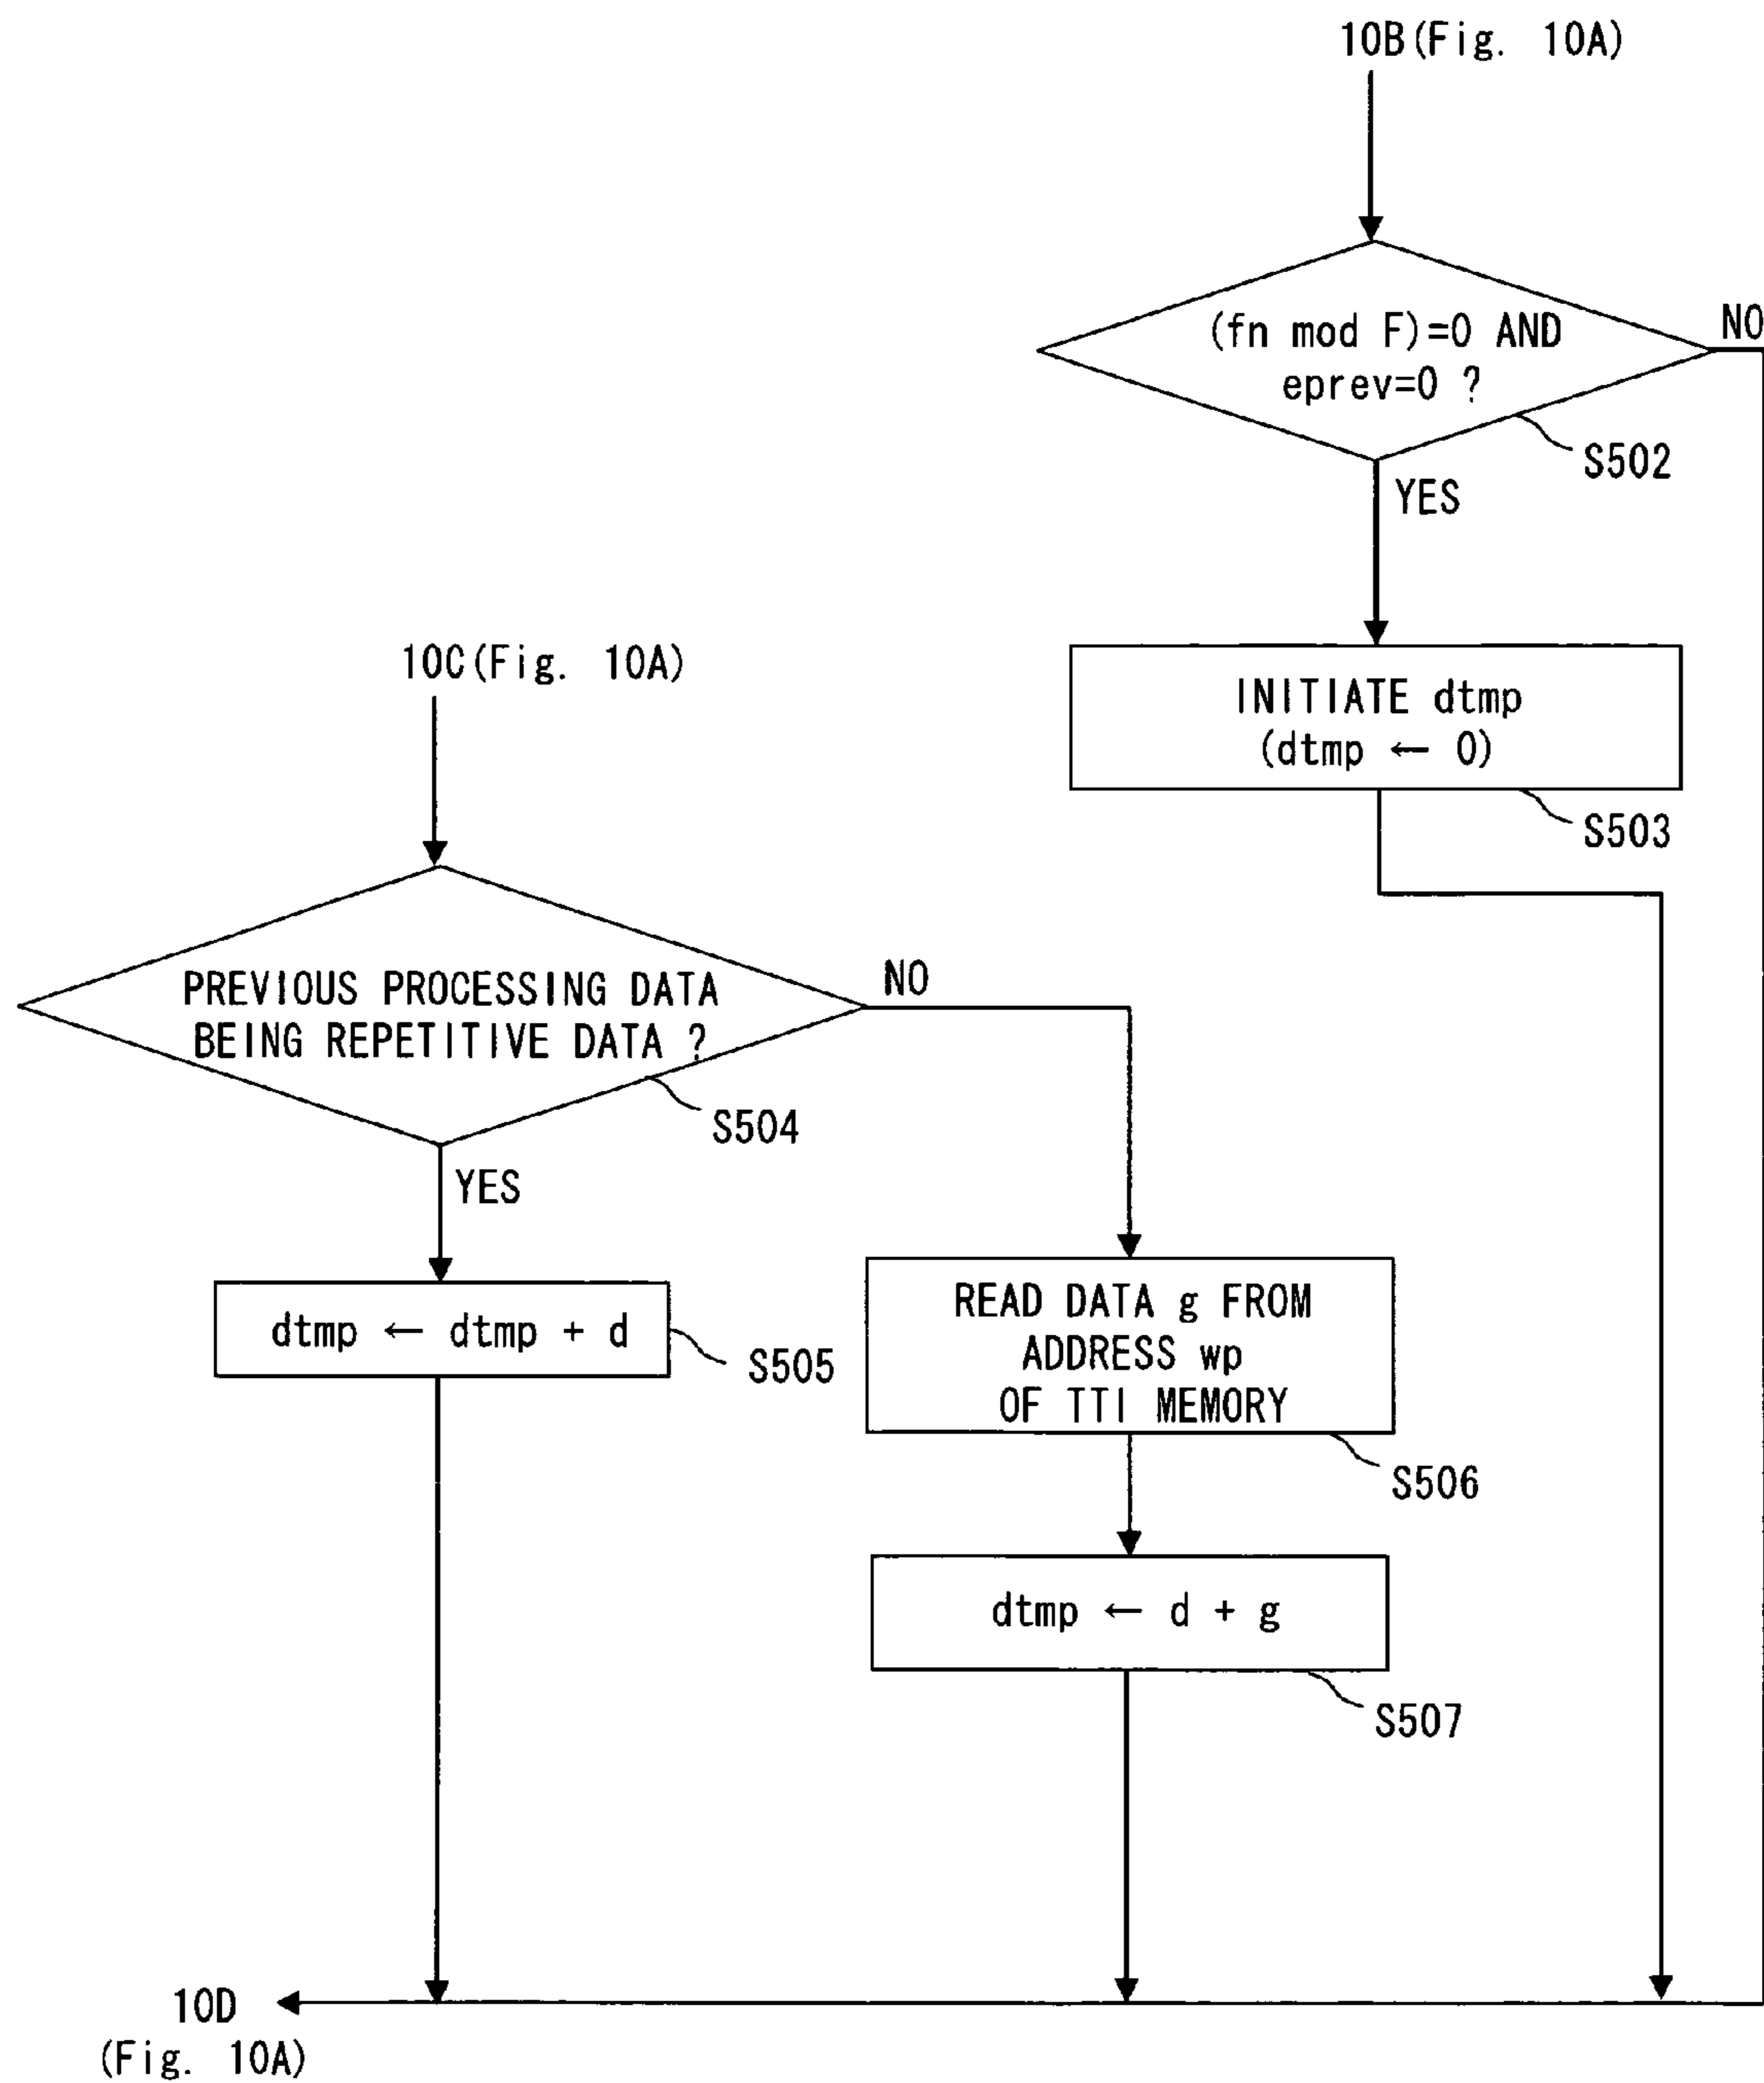 10B(Fig. 10A)
(fn mod F)=0 AND
eprev=0 ?
NO
S502
YES
INITIATE dtmp
(dtmp ← 0)
S503
10C(Fig. 10A)
PREVIOUS PROCESSING DATA
BEING REPETITIVE DATA ?
NO
S504
YES
dtmp ← dtmp + d
S505
READ DATA g FROM
ADDRESS wp
OF TTI MEMORY
S506
dtmp ← d + g
S507
10D
(Fig. 10A)